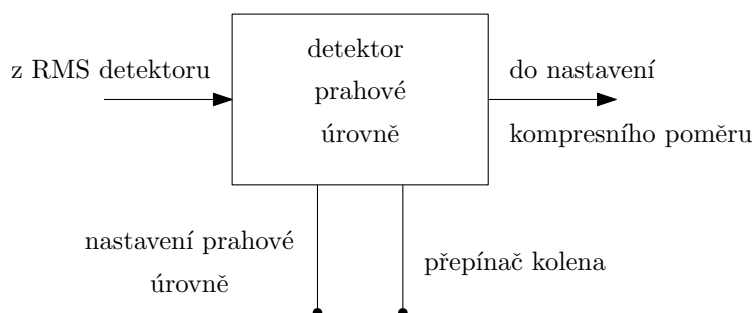 z RMS detektoru
detektor
prahové
úrovně
do nastavení
kompresního poměru
nastavení prahové
úrovně
přepínač kolena